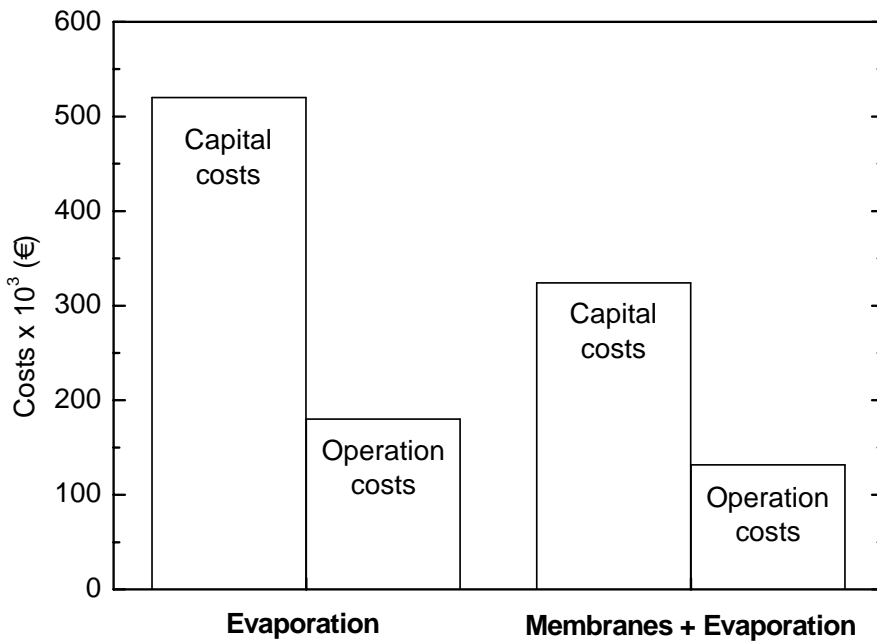 Costs x 10³ (€)
600
500
400
300
200
100
0
Capital
costs
Operation
costs
Capital
costs
Operation
costs
Evaporation
Membranes + Evaporation